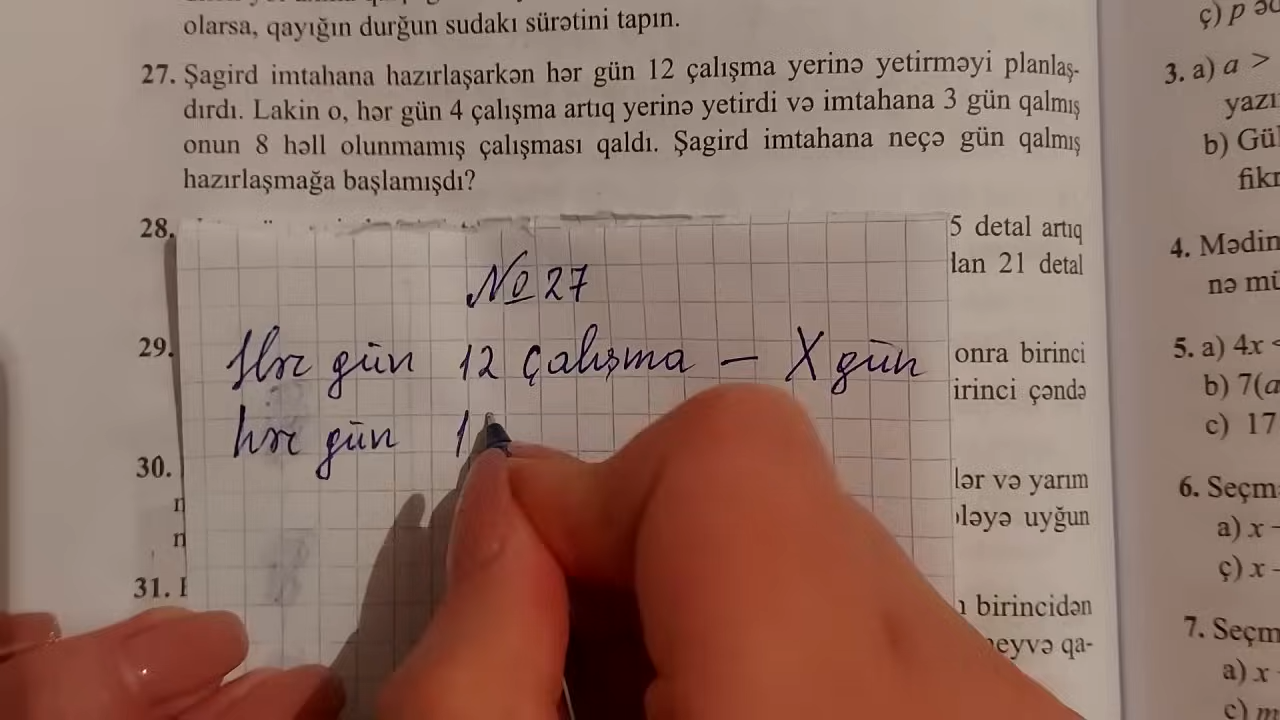 olarsa, qayığın durğun sudakı sürətini tapın.
27. Şagird imtahana hazırlaşarkən hər gün 12 çalışma yerinə yetirməyi planlaş-
dırdı. Lakin o, hər gün 4 çalışma artıq yerinə yetirdi və imtahana 3 gün qalmış
onun 8 həll olunmamış çalışması qaldı. Şagird imtahana neçə gün qalmış
hazırlaşmağa başlamışdı?
28.
5 detal artıq
lan 21 detal
29.
onra birinci
irinci çəndə
30.
lər və yarım
ləyə uyğun
31.
birincidən
eyvə qa-
№ 27
Hər gün 12 çalışma – X gün
hər gün 1
ç) p
3. a) a >
yazı
b) Gü
fikr
4. Mədin
nə mü
5. a) 4x <
b) 7(a
c) 17
6. Seçm
a) x -
ç) x -
7. Seçm
a) x
c) m